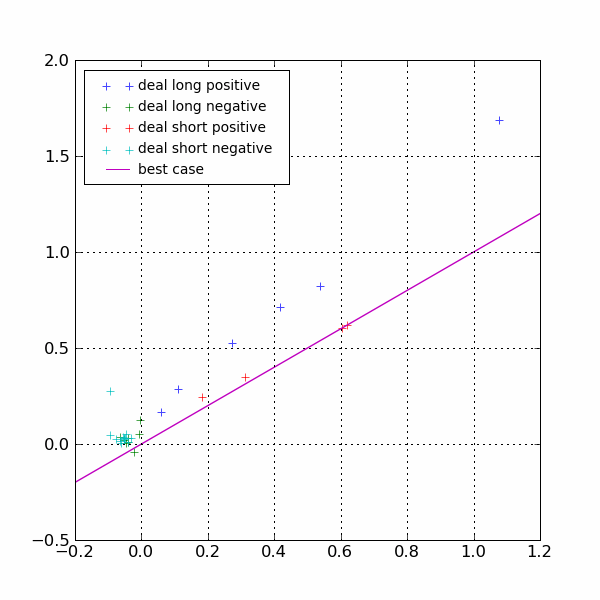 2.0
deal long positive
deal long negative
deal short positive
deal short negative
best case
1.5
1.0
0.5
0.0
−0.5
−0.2 0.0 0.2 0.4 0.6 0.8 1.0 1.2